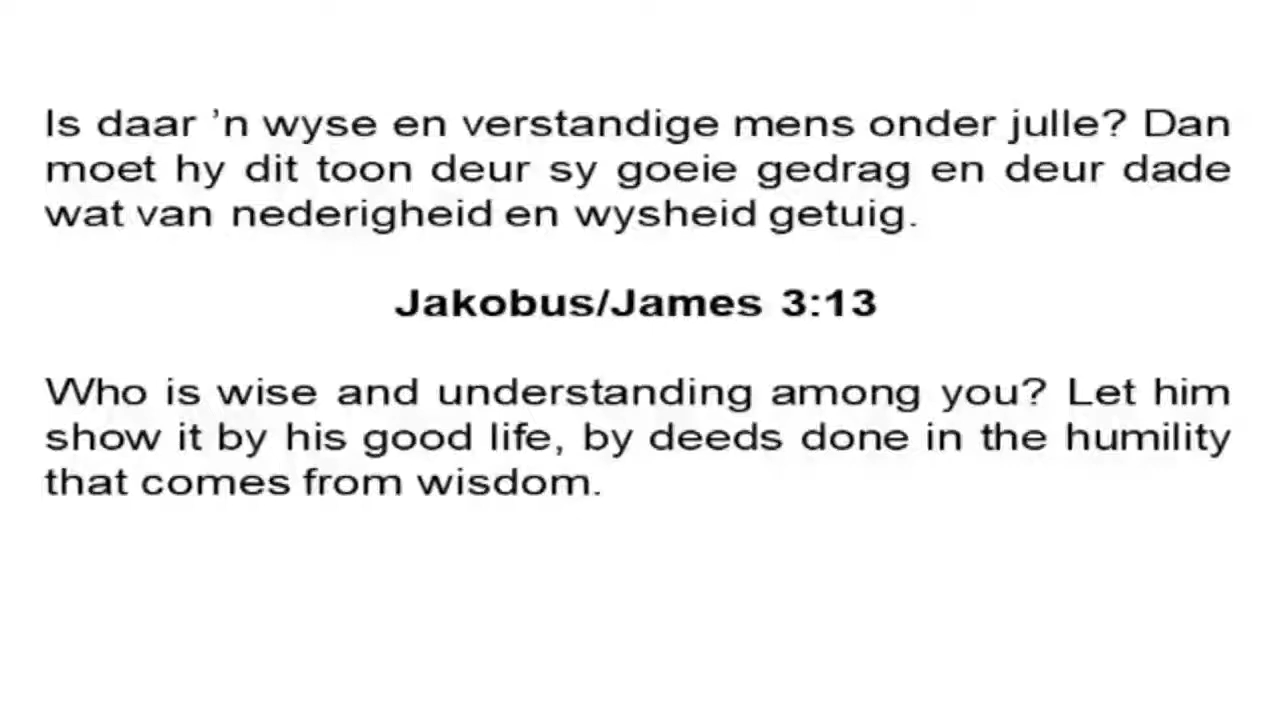 Is daar ’n wyse en verstandige mens onder julle? Dan
moet hy dit toon deur sy goeie gedrag en deur dade
wat van nederigheid en wysheid getuig.
Jakobus/James 3:13
Who is wise and understanding among you? Let him
show it by his good life, by deeds done in the humility
that comes from wisdom.